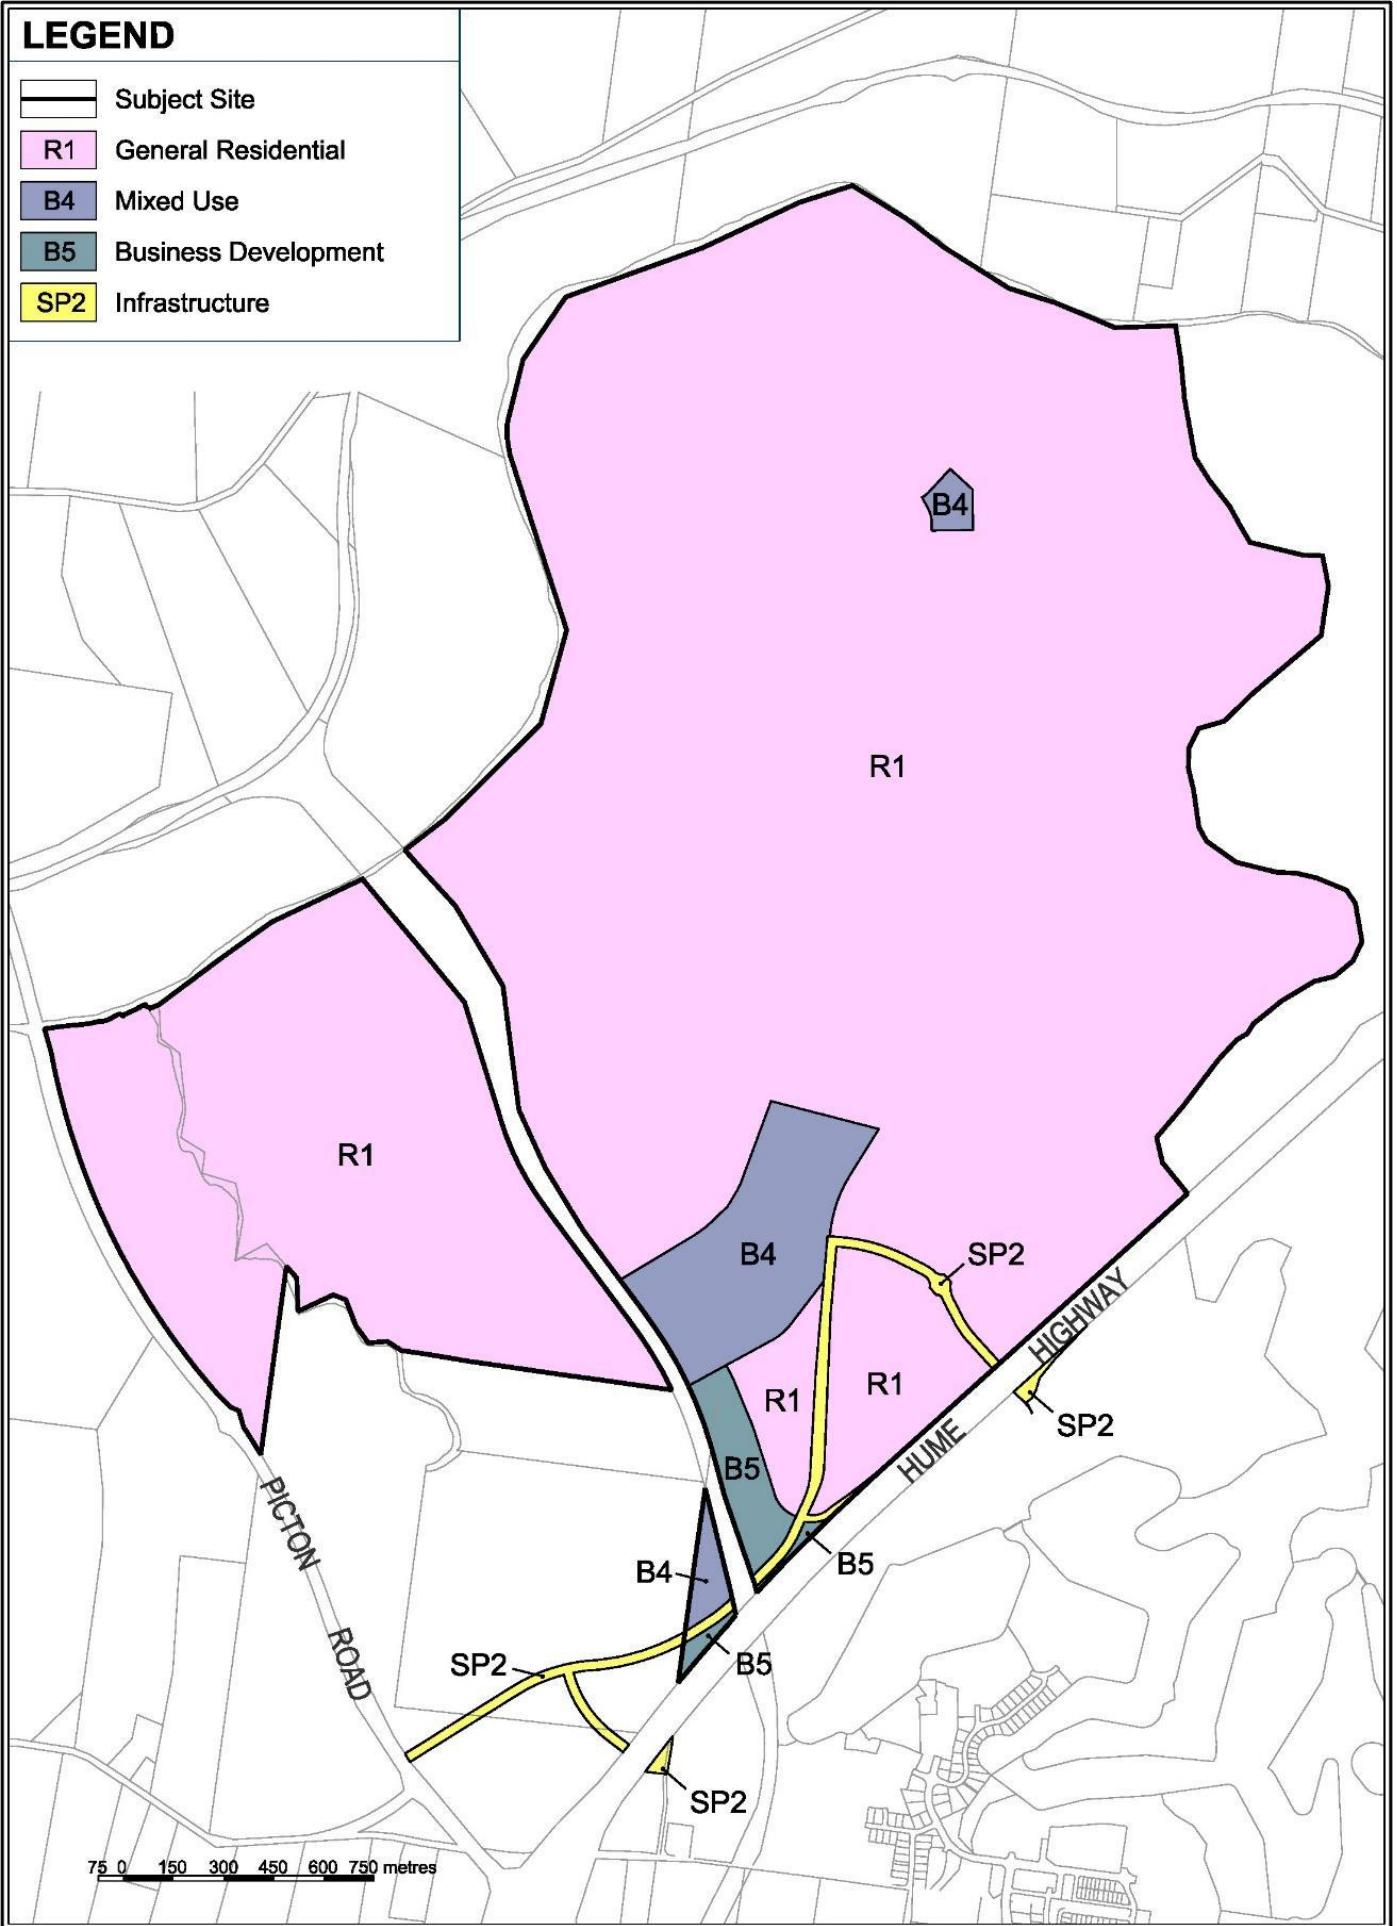 LEGEND
Subject Site
R1 General Residential
B4 Mixed Use
B5 Business Development
SP2 Infrastructure
B4
R1
R1
B4
SP2
HIGHWAY
R1
R1
SP2
HUME
B5
PICTON
B5
B4
ROAD
SP2
B5
SP2
75 0 150 300 450 600 750 metres